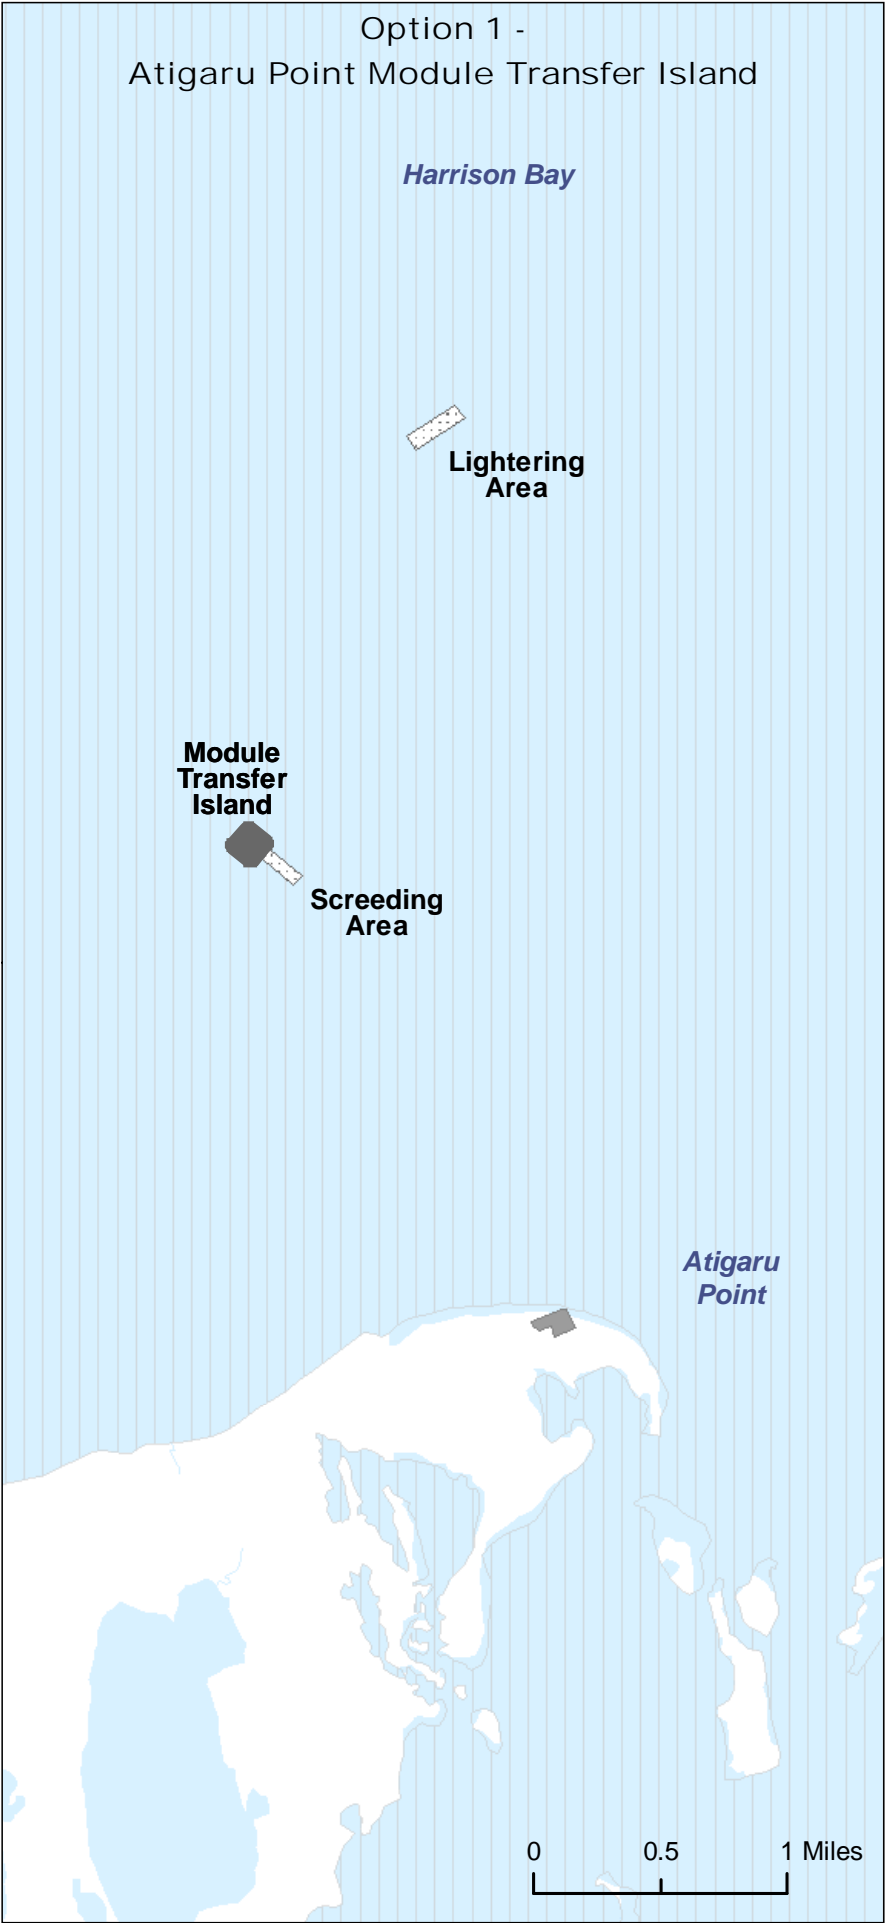 Option 1 -
Atigaru Point Module Transfer Island
Harrison Bay
Lightering
Area
Module
Transfer
Island
Screeding
Area
Atigaru
Point
0 0.5 1 Miles